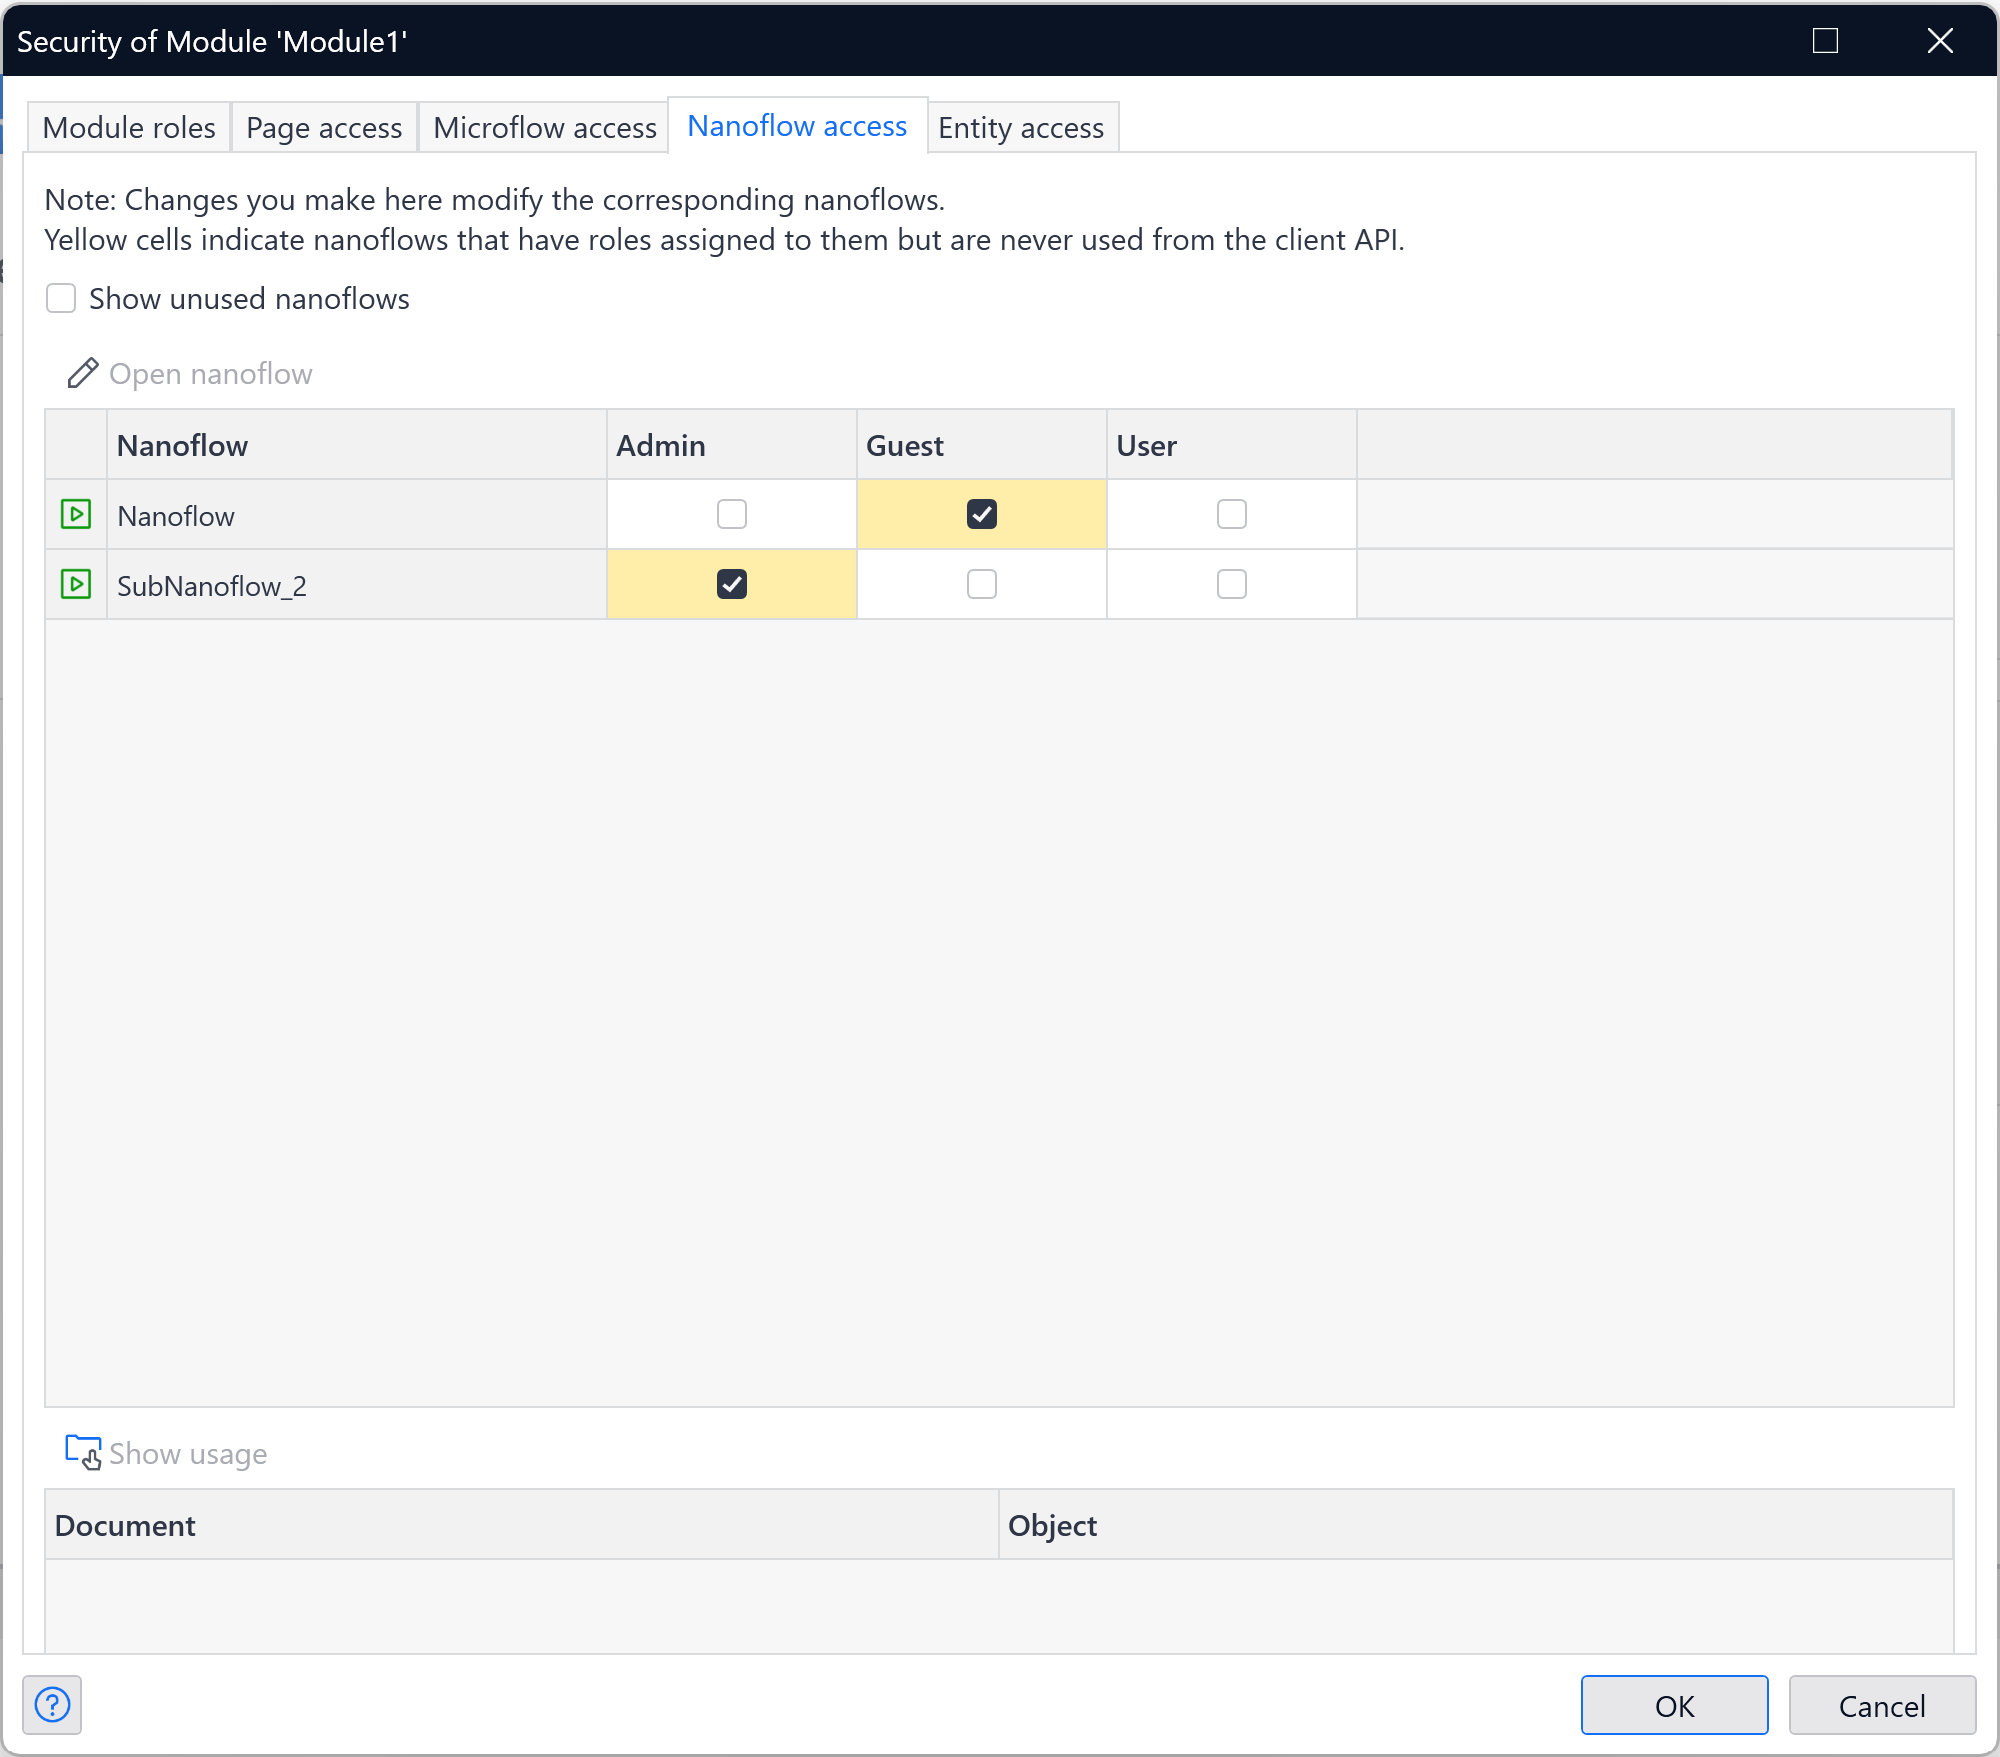 Security of Module 'Module1'
Module roles Page access Microflow access Nanoflow access Entity access
Note: Changes you make here modify the corresponding nanoflows.
Yellow cells indicate nanoflows that have roles assigned to them but are never used from the client API.
Show unused nanoflows
Open nanoflow
Nanoflow Admin Guest User
Nanoflow
SubNanoflow_2
Show usage
Document Object
? OK Cancel